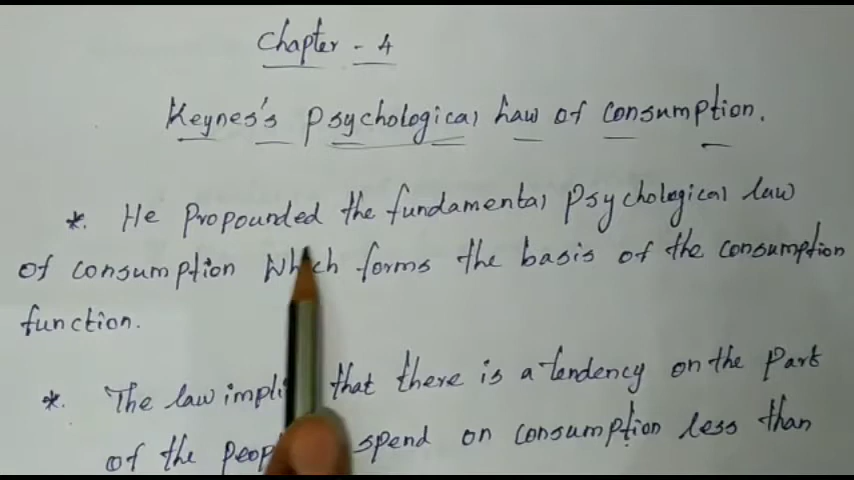 Chapter - 4
Keynes's Psychological Law of Consumption.
*. He propounded the fundamental Psychological law
of consumption which forms the basis of the consumption
function.
*. The law impli that there is a tendency on the Part
of the peop spend on consumption less than